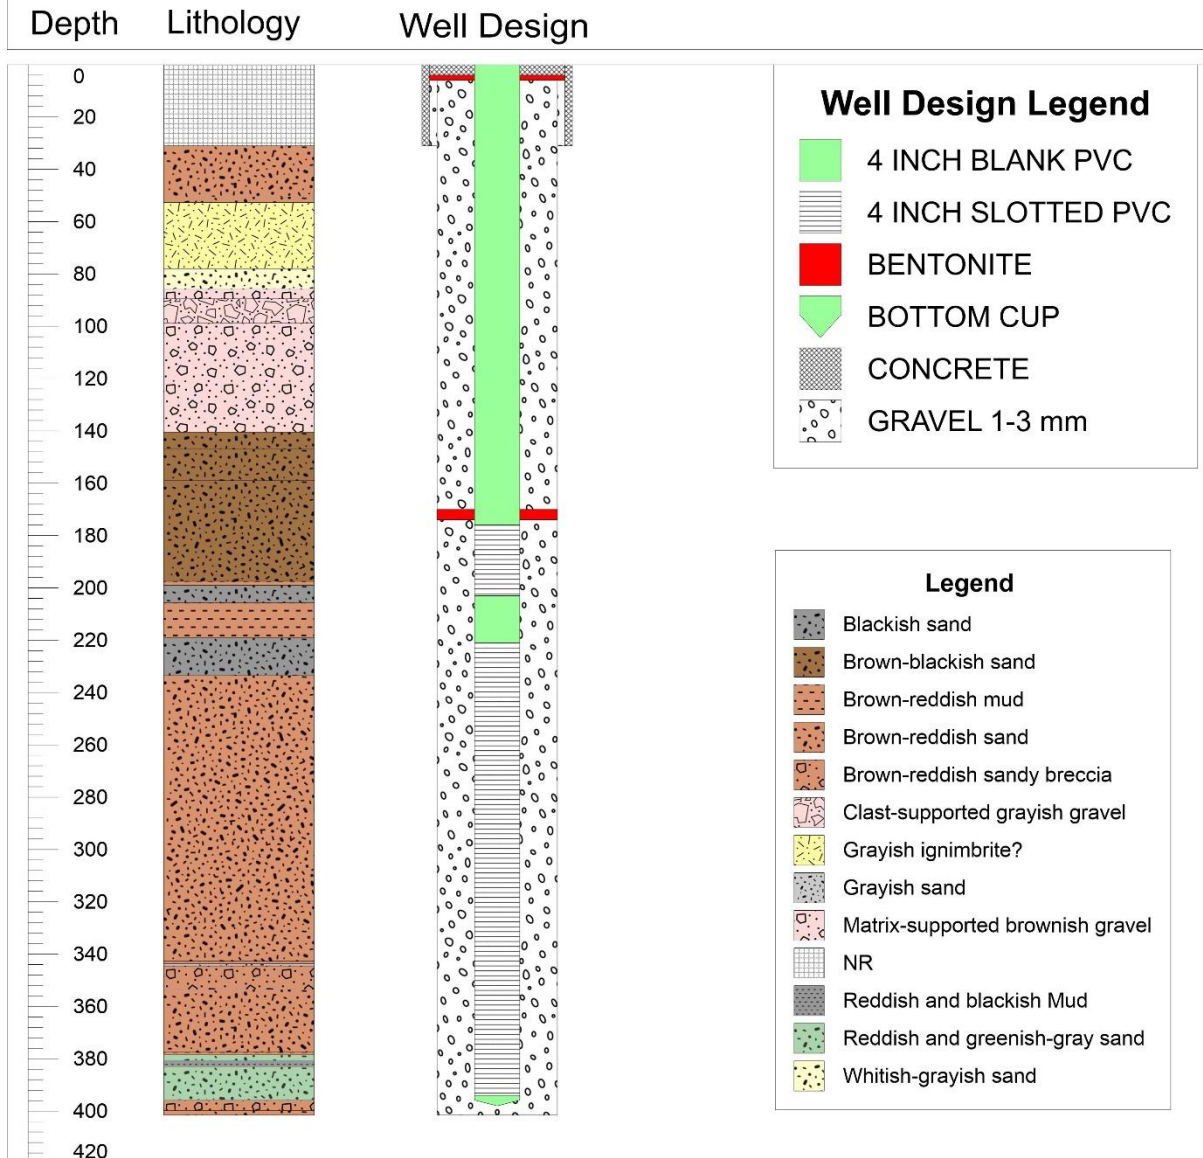 Depth Lithology Well Design
0
20
40
60
80
100
120
140
160
180
200
220
240
260
280
300
320
340
360
380
400
420
Well Design Legend
4 INCH BLANK PVC
4 INCH SLOTTED PVC
BENTONITE
BOTTOM CUP
CONCRETE
GRAVEL 1-3 mm
Legend
Blackish sand
Brown-blackish sand
Brown-reddish mud
Brown-reddish sand
Brown-reddish sandy breccia
Clast-supported grayish gravel
Grayish ignimbrite?
Grayish sand
Matrix-supported brownish gravel
NR
Reddish and blackish Mud
Reddish and greenish-gray sand
Whitish-grayish sand